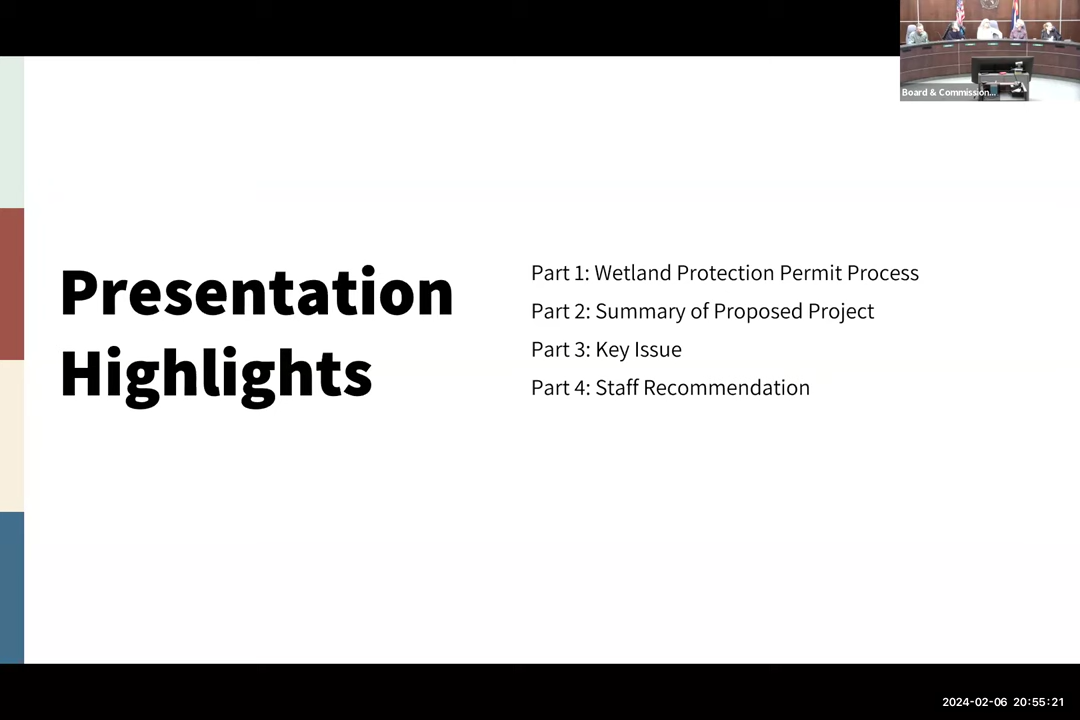 Board & Commission...
Presentation
Highlights
Part 1: Wetland Protection Permit Process
Part 2: Summary of Proposed Project
Part 3: Key Issue
Part 4: Staff Recommendation
2024-02-06 20:55:21